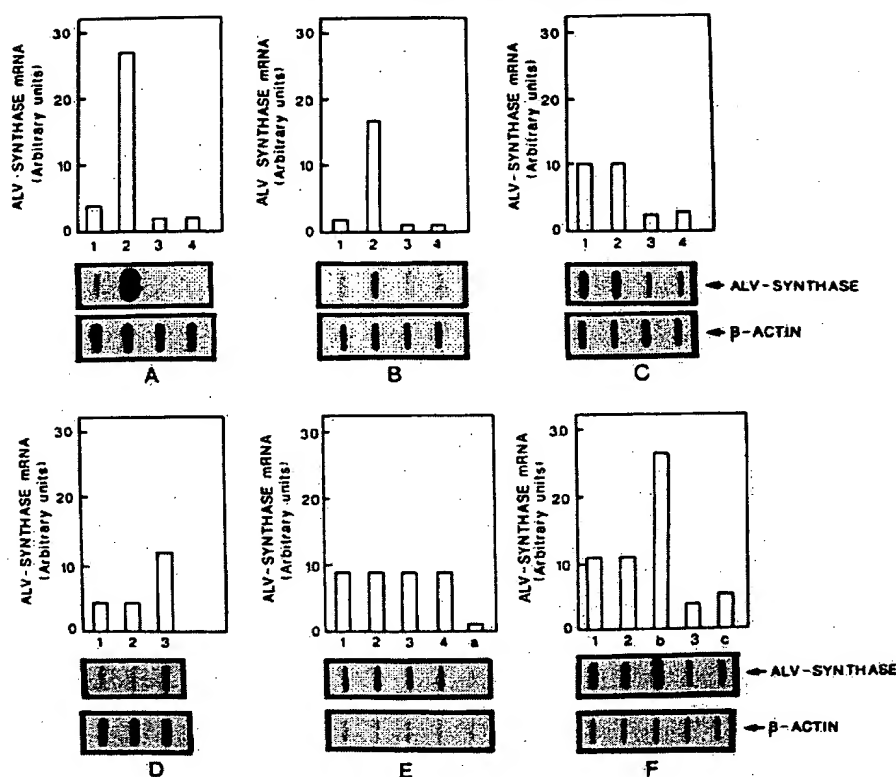 ALV-SYNTHASE mRNA
(Arbitrary units)
30
20
10
0
1 2 3 4
A
ALV SYNTHASE mRNA
(Arbitrary units)
30
20
10
0
1 2 3 4
B
ALV-SYNTHASE mRNA
(Arbitrary units)
30
20
10
0
1 2 3 4
ALV-SYNTHASE
β-ACTIN
C
ALV-SYNTHASE mRNA
(Arbitrary units)
30
20
10
0
1 2 3
D
ALV-SYNTHASE mRNA
(Arbitrary units)
30
20
10
0
1 2 3 4 a
E
ALV-SYNTHASE mRNA
(Arbitrary units)
30
20
10
0
1 2 b 3 c
ALV-SYNTHASE
β-ACTIN
F